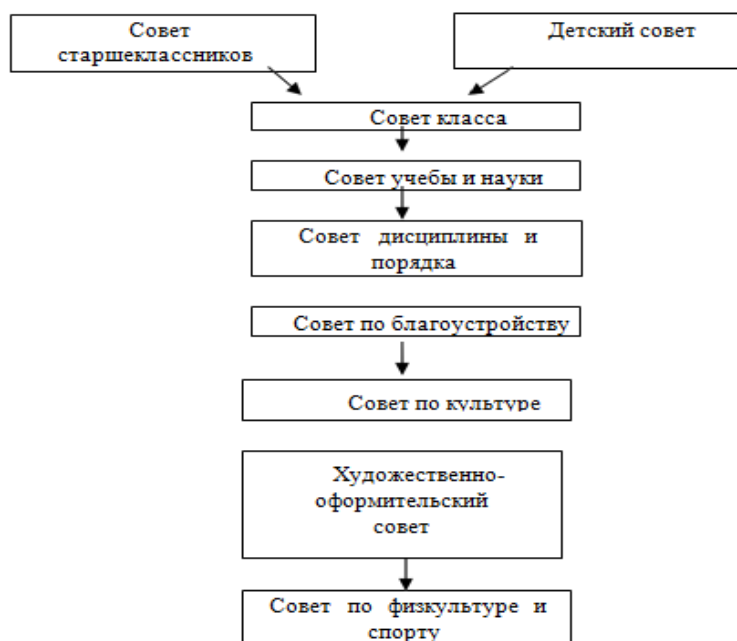 Совет
старшеклассников
Детский совет
Совет класса
Совет учебы и науки
Совет дисциплины и
порядка
Совет по благоустройству
Совет по культуре
Художественно-
оформительский
совет
Совет по физкультуре и
спорту